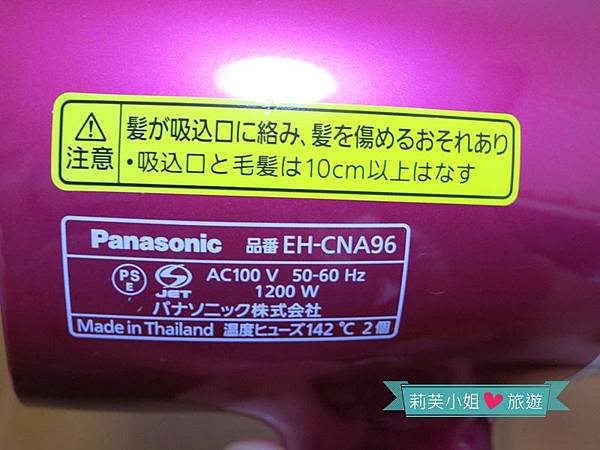 注意
髪が吸込口に絡み、髪を傷めるおそれあり
・吸込口と毛髪は10cm以上はなす
Panasonic 品番 EH-CNA96
PS E JET AC100 V 50-60 Hz
1200 W
パナソニック株式会社
Made in Thailand 温度ヒューズ142 ℃ 2個
莉芙小姐❤旅遊